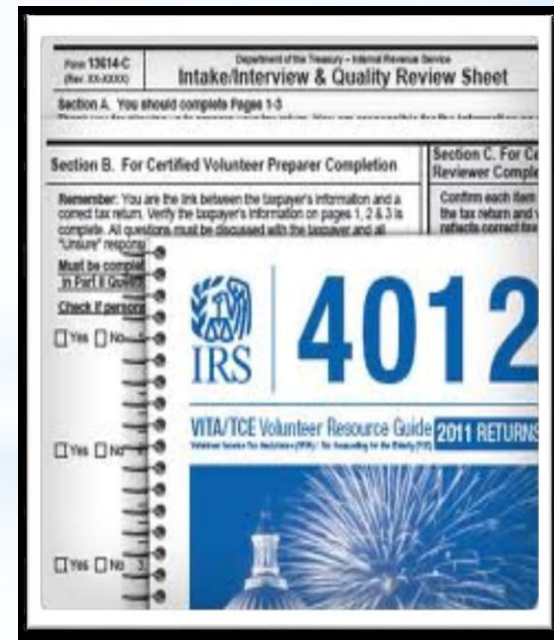 Form 13614-C
(Rev. XX-XXXX)
Department of the Treasury – Internal Revenue Service
Intake/Interview & Quality Review Sheet
Section A. You should complete Pages 1-3
Section B. For Certified Volunteer Preparer Completion
Section C. For Ce
Reviewer Comple
Remember: You are the link between the taxpayer's information and a
correct tax return. Verify the taxpayer's information on pages 1, 2 & 3 is
complete. All questions must be discussed with the taxpayer and all
"Unsure" respons
Must be complet
in Part II
Check if person
Confirm each item
the tax return and
reflects correct
Yes No
Yes No
Yes No 3.
IRS
4012
VITA/TCE Volunteer Resource Guide
2011 RETURNS